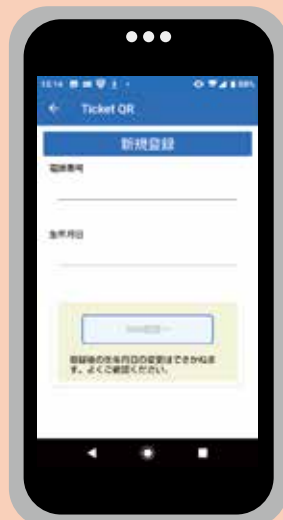 Ticket QR
新規登録
電話番号
生年月日
登録後の生年月日の変更はできかねま
す。よくご確認ください。